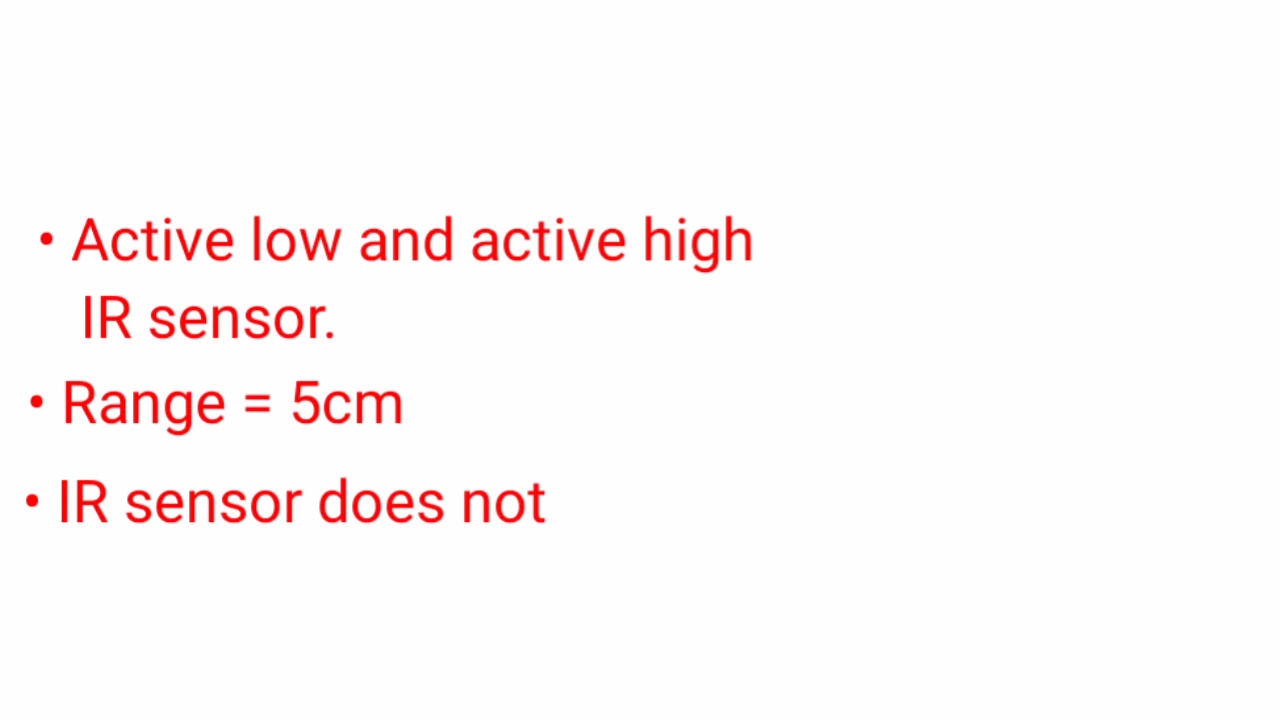 • Active low and active high
IR sensor.
• Range = 5cm
• IR sensor does not